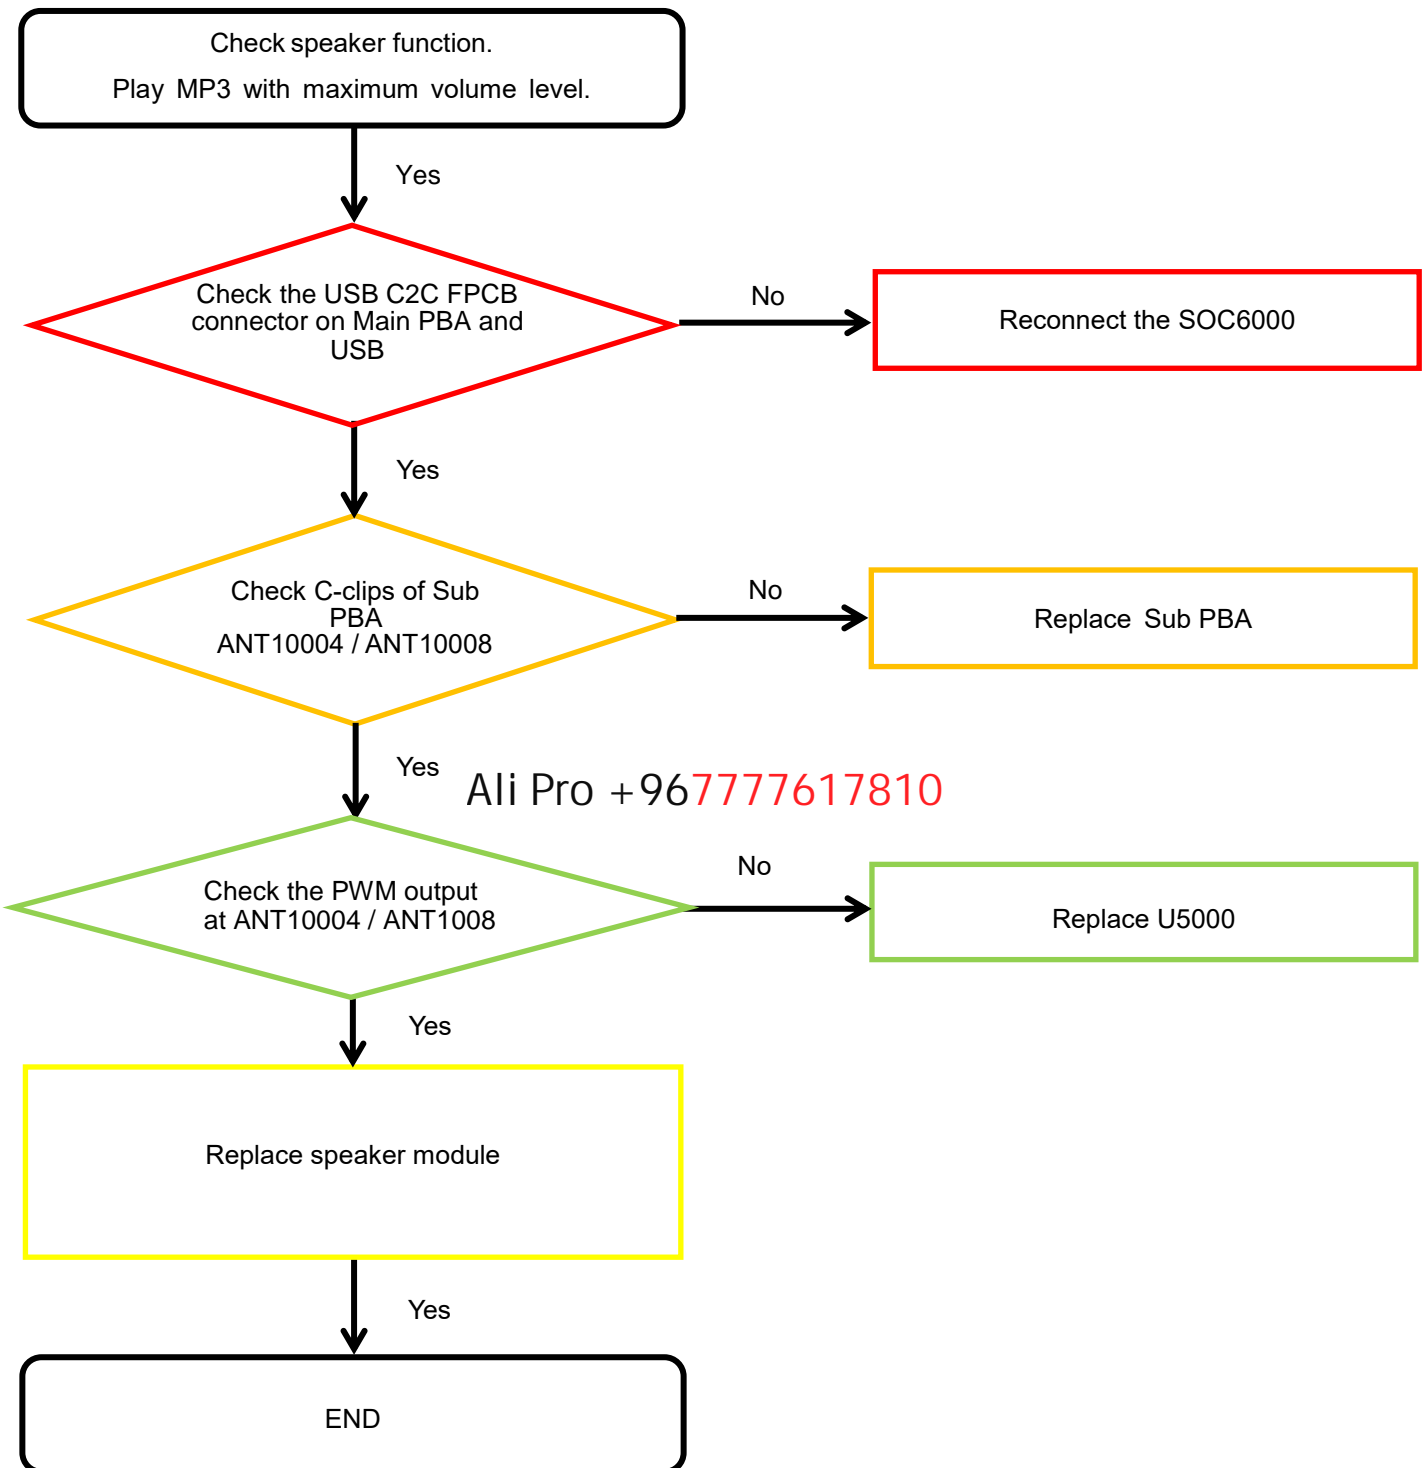 Check speaker function.
Play MP3 with maximum volume level.
Yes
Check the USB C2C FPCB
connector on Main PBA and
USB
No
Reconnect the SOC6000
Yes
Check C-clips of Sub
PBA
ANT10004 / ANT10008
No
Replace Sub PBA
Yes
Ali Pro +967777617810
Check the PWM output
at ANT10004 / ANT1008
No
Replace U5000
Yes
Replace speaker module
Yes
END